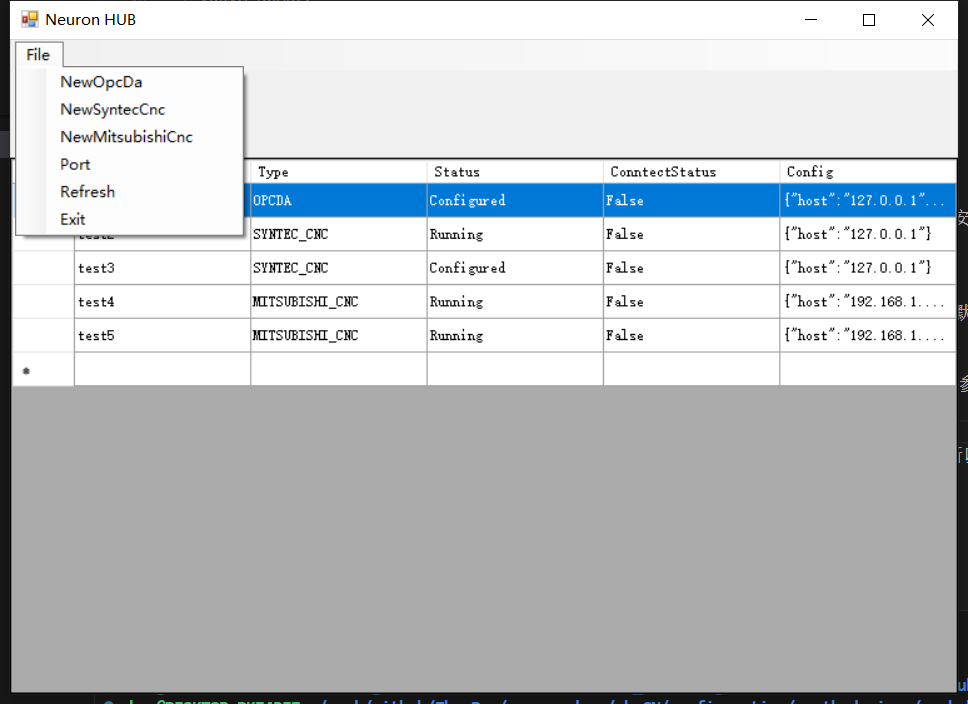 Neuron HUB
File
NewOpcDa
NewSyntecCnc
NewMitsubishiCnc
Port
Refresh
Exit
Type Status ConntectStatus Config
OPCDA Configured False {"host":"127.0.0.1"...
test2 SYNTEC_CNC Running False {"host":"127.0.0.1"}
test3 SYNTEC_CNC Configured False {"host":"127.0.0.1"}
test4 MITSUBISHI_CNC Running False {"host":"192.168.1....
test5 MITSUBISHI_CNC Running False {"host":"192.168.1....
*